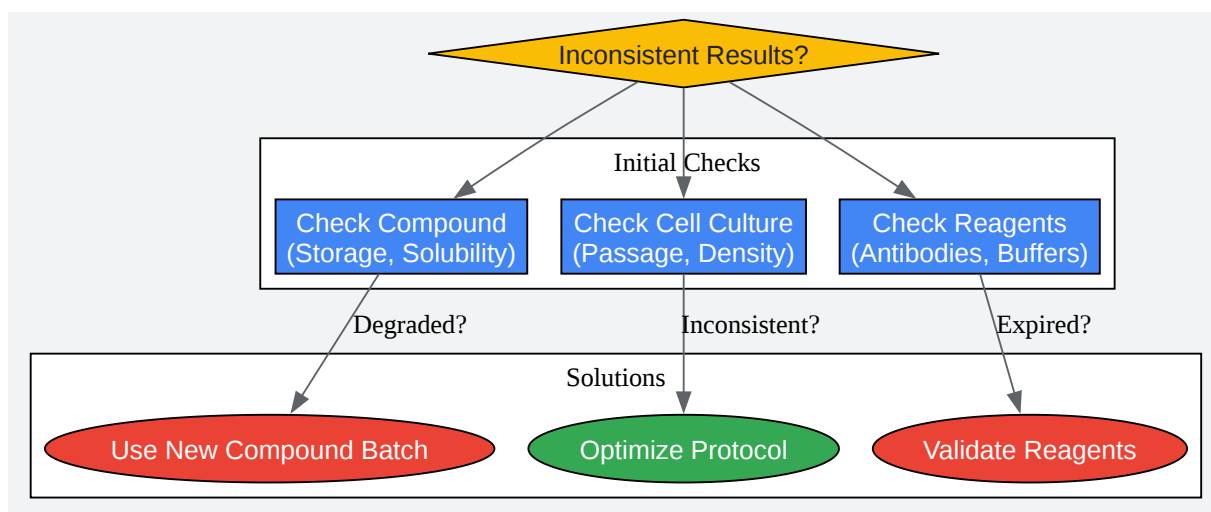 Inconsistent Results?
Initial Checks
Check Compound
(Storage, Solubility)
Check Cell Culture
(Passage, Density)
Check Reagents
(Antibodies, Buffers)
Degraded?
Inconsistent?
Expired?
Solutions
Use New Compound Batch
Optimize Protocol
Validate Reagents